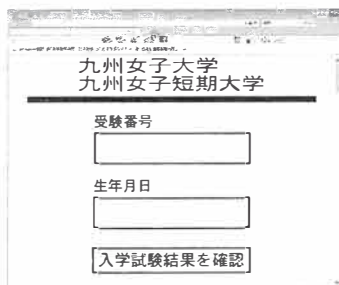 九州女子大学
九州女子短期大学
受験番号
生年月日
入学試験結果を確認